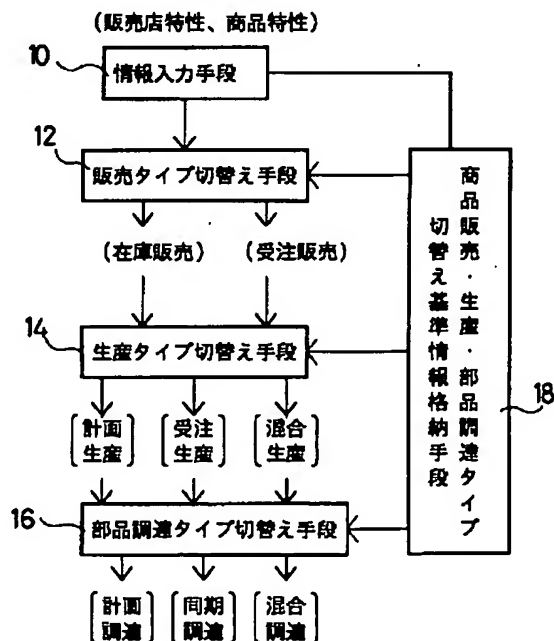 (販売店特性、商品特性)
10
情報入力手段
12
販売タイプ切替え手段
(在庫販売) (受注販売)
14
生産タイプ切替え手段
計画 受注 混合
生産 生産 生産
16
部品調達タイプ切替え手段
計画 同期 混合
調達 調達 調達
商品販売・生産・部品調達タイプ
切替え基準情報格納手段
18